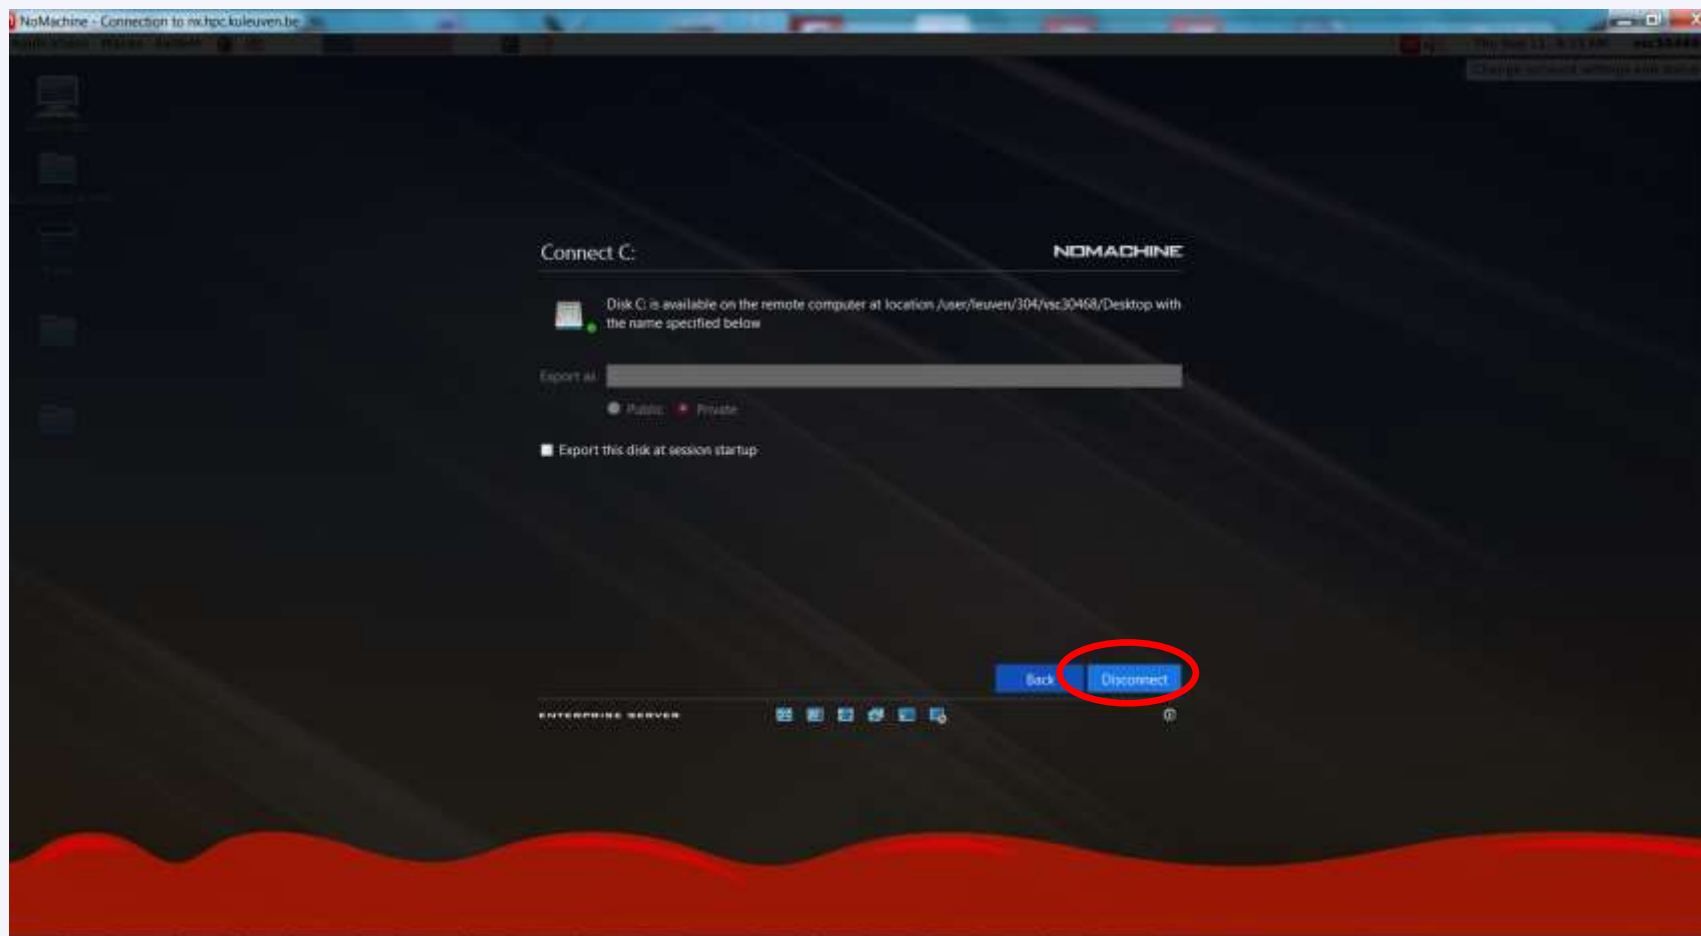 NoMachine - Connection to nx.hpc.kuleuven.be
Connect C:
NOMACHINE
Disk C: is available on the remote computer at location /user/leuven/304/vsc30468/Desktop with
the name specified below
Export as
Public Private
Export this disk at session startup
Back Disconnect
ENTERPRISE SERVER